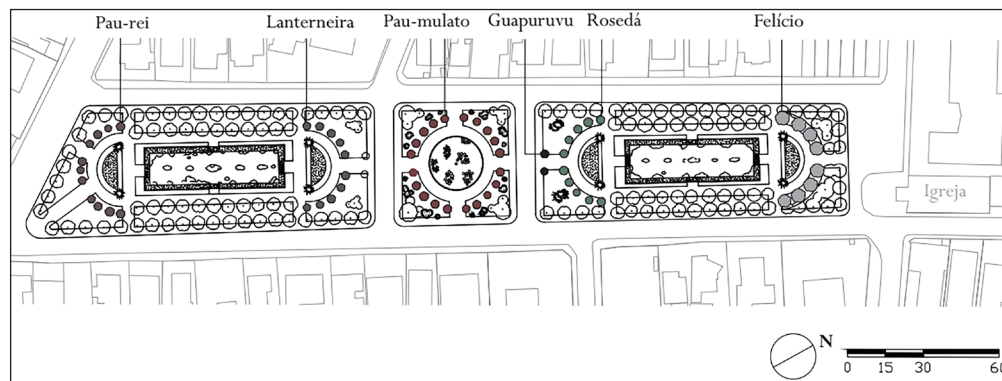 Pau-rei Lanterneira Pau-mulato Guapuruvu Rosedá Felício
Igreja
N
0 15 30 60